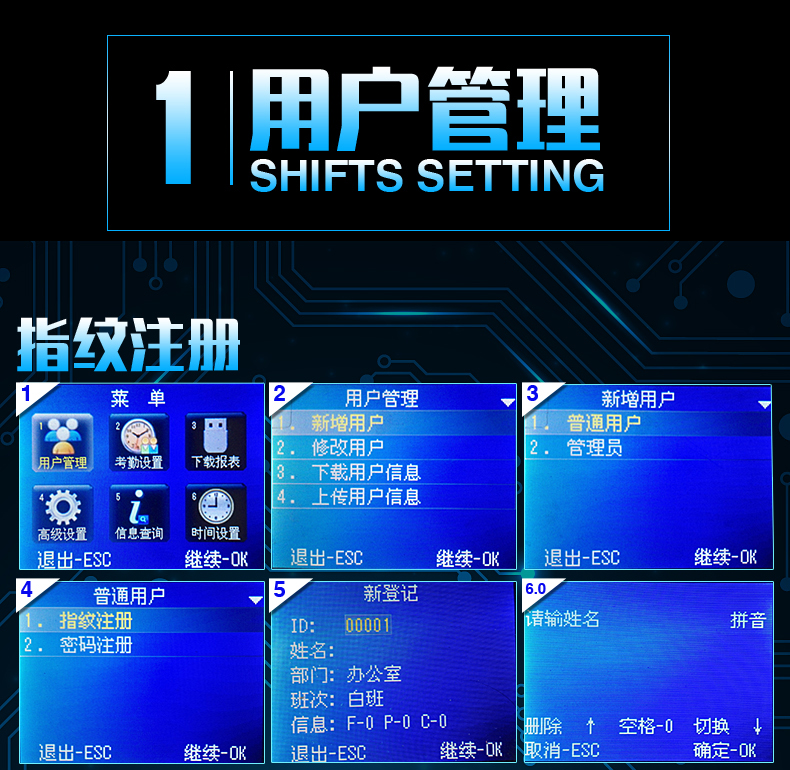 1
用户管理
SHIFTS SETTING
指纹注册
1
菜 单
1
用户管理
2
考勤设置
3
下载报表
4
高级设置
5
信息查询
6
时间设置
退出-ESC 继续-OK
2
用户管理
1. 新增用户
2. 修改用户
3. 下载用户信息
4. 上传用户信息
退出-ESC 继续-OK
3
新增用户
1. 普通用户
2. 管理员
退出-ESC 继续-OK
4
普通用户
1. 指纹注册
2. 密码注册
退出-ESC 继续-OK
5
新登记
ID: 00001
姓名:
部门: 办公室
班次: 白班
信息: F-0 P-0 C-0
退出-ESC 继续-OK
6.0
请输姓名 拼音
删除 ↑ 空格-0 切换 ↓
取消-ESC 确定-OK